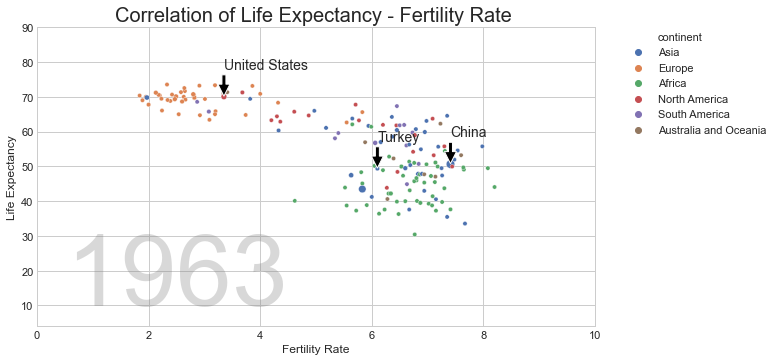 Correlation of Life Expectancy - Fertility Rate
90
80
70
60
50
40
30
20
10
Life Expectancy
United States
Turkey
China
1963
0
2
4
6
8
10
Fertility Rate
continent
Asia
Europe
Africa
North America
South America
Australia and Oceania